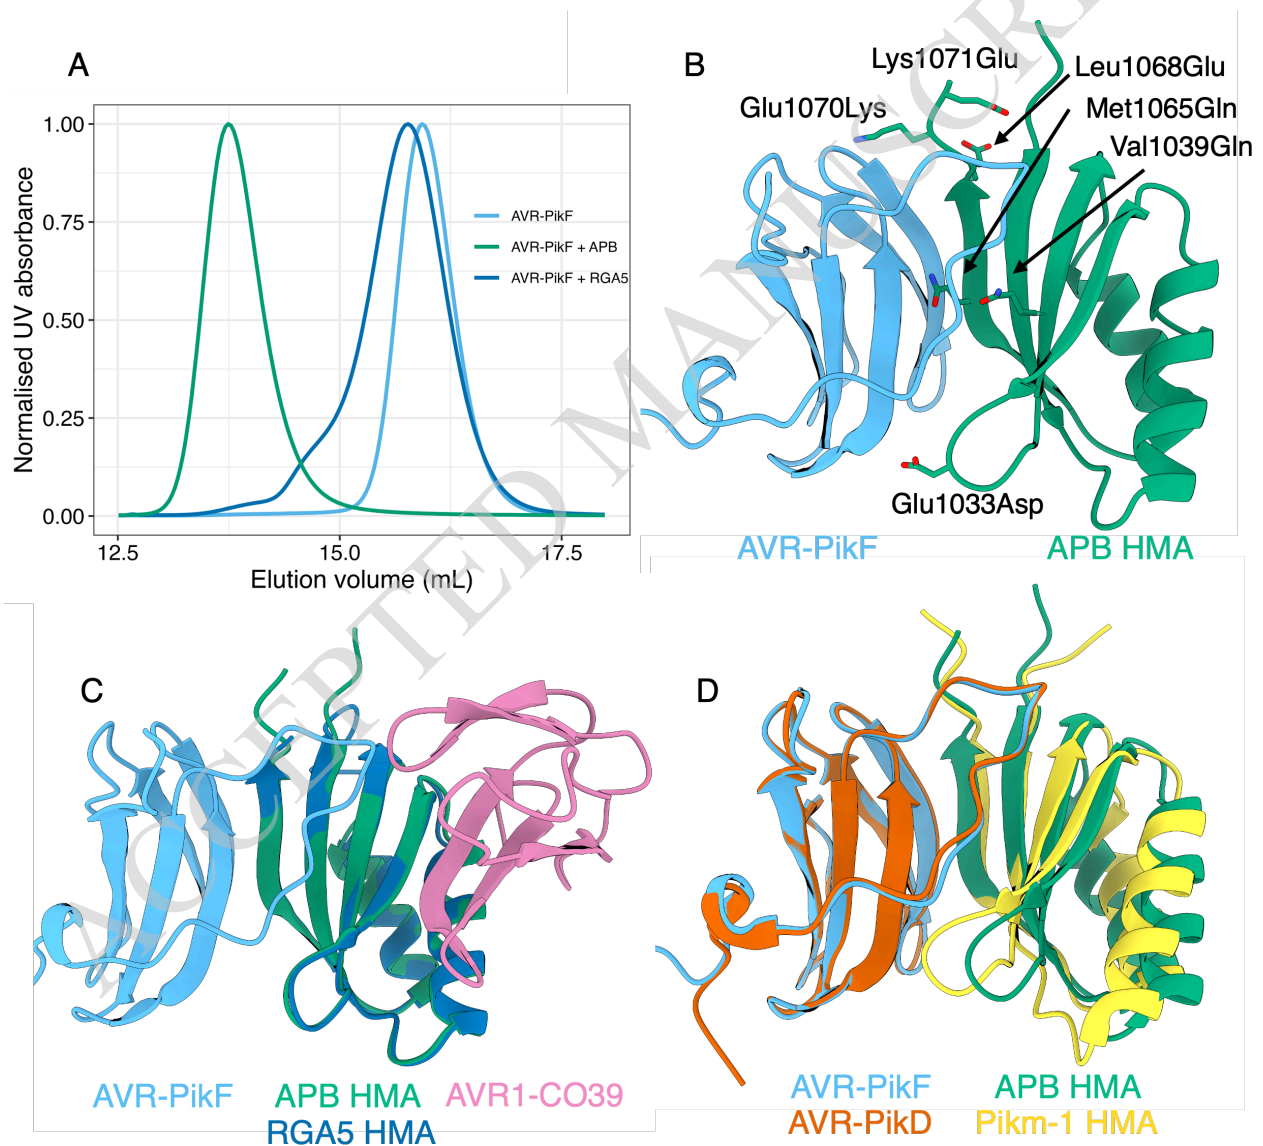 A
1.00
0.75
0.50
0.25
0.00
12.5
15.0
17.5
Normalised UV absorbance
Elution volume (mL)
AVR-PikF
AVR-PikF + APB
AVR-PikF + RGA5
B
Lys1071Glu
Leu1068Glu
Glu1070Lys
Met1065Gln
Val1039Gln
Glu1033Asp
AVR-PikF
APB HMA
C
AVR-PikF
APB HMA
AVR1-CO39
RGA5 HMA
D
AVR-PikF
APB HMA
AVR-PikD
Pikm-1 HMA
ACCEPTED MANUSCRI